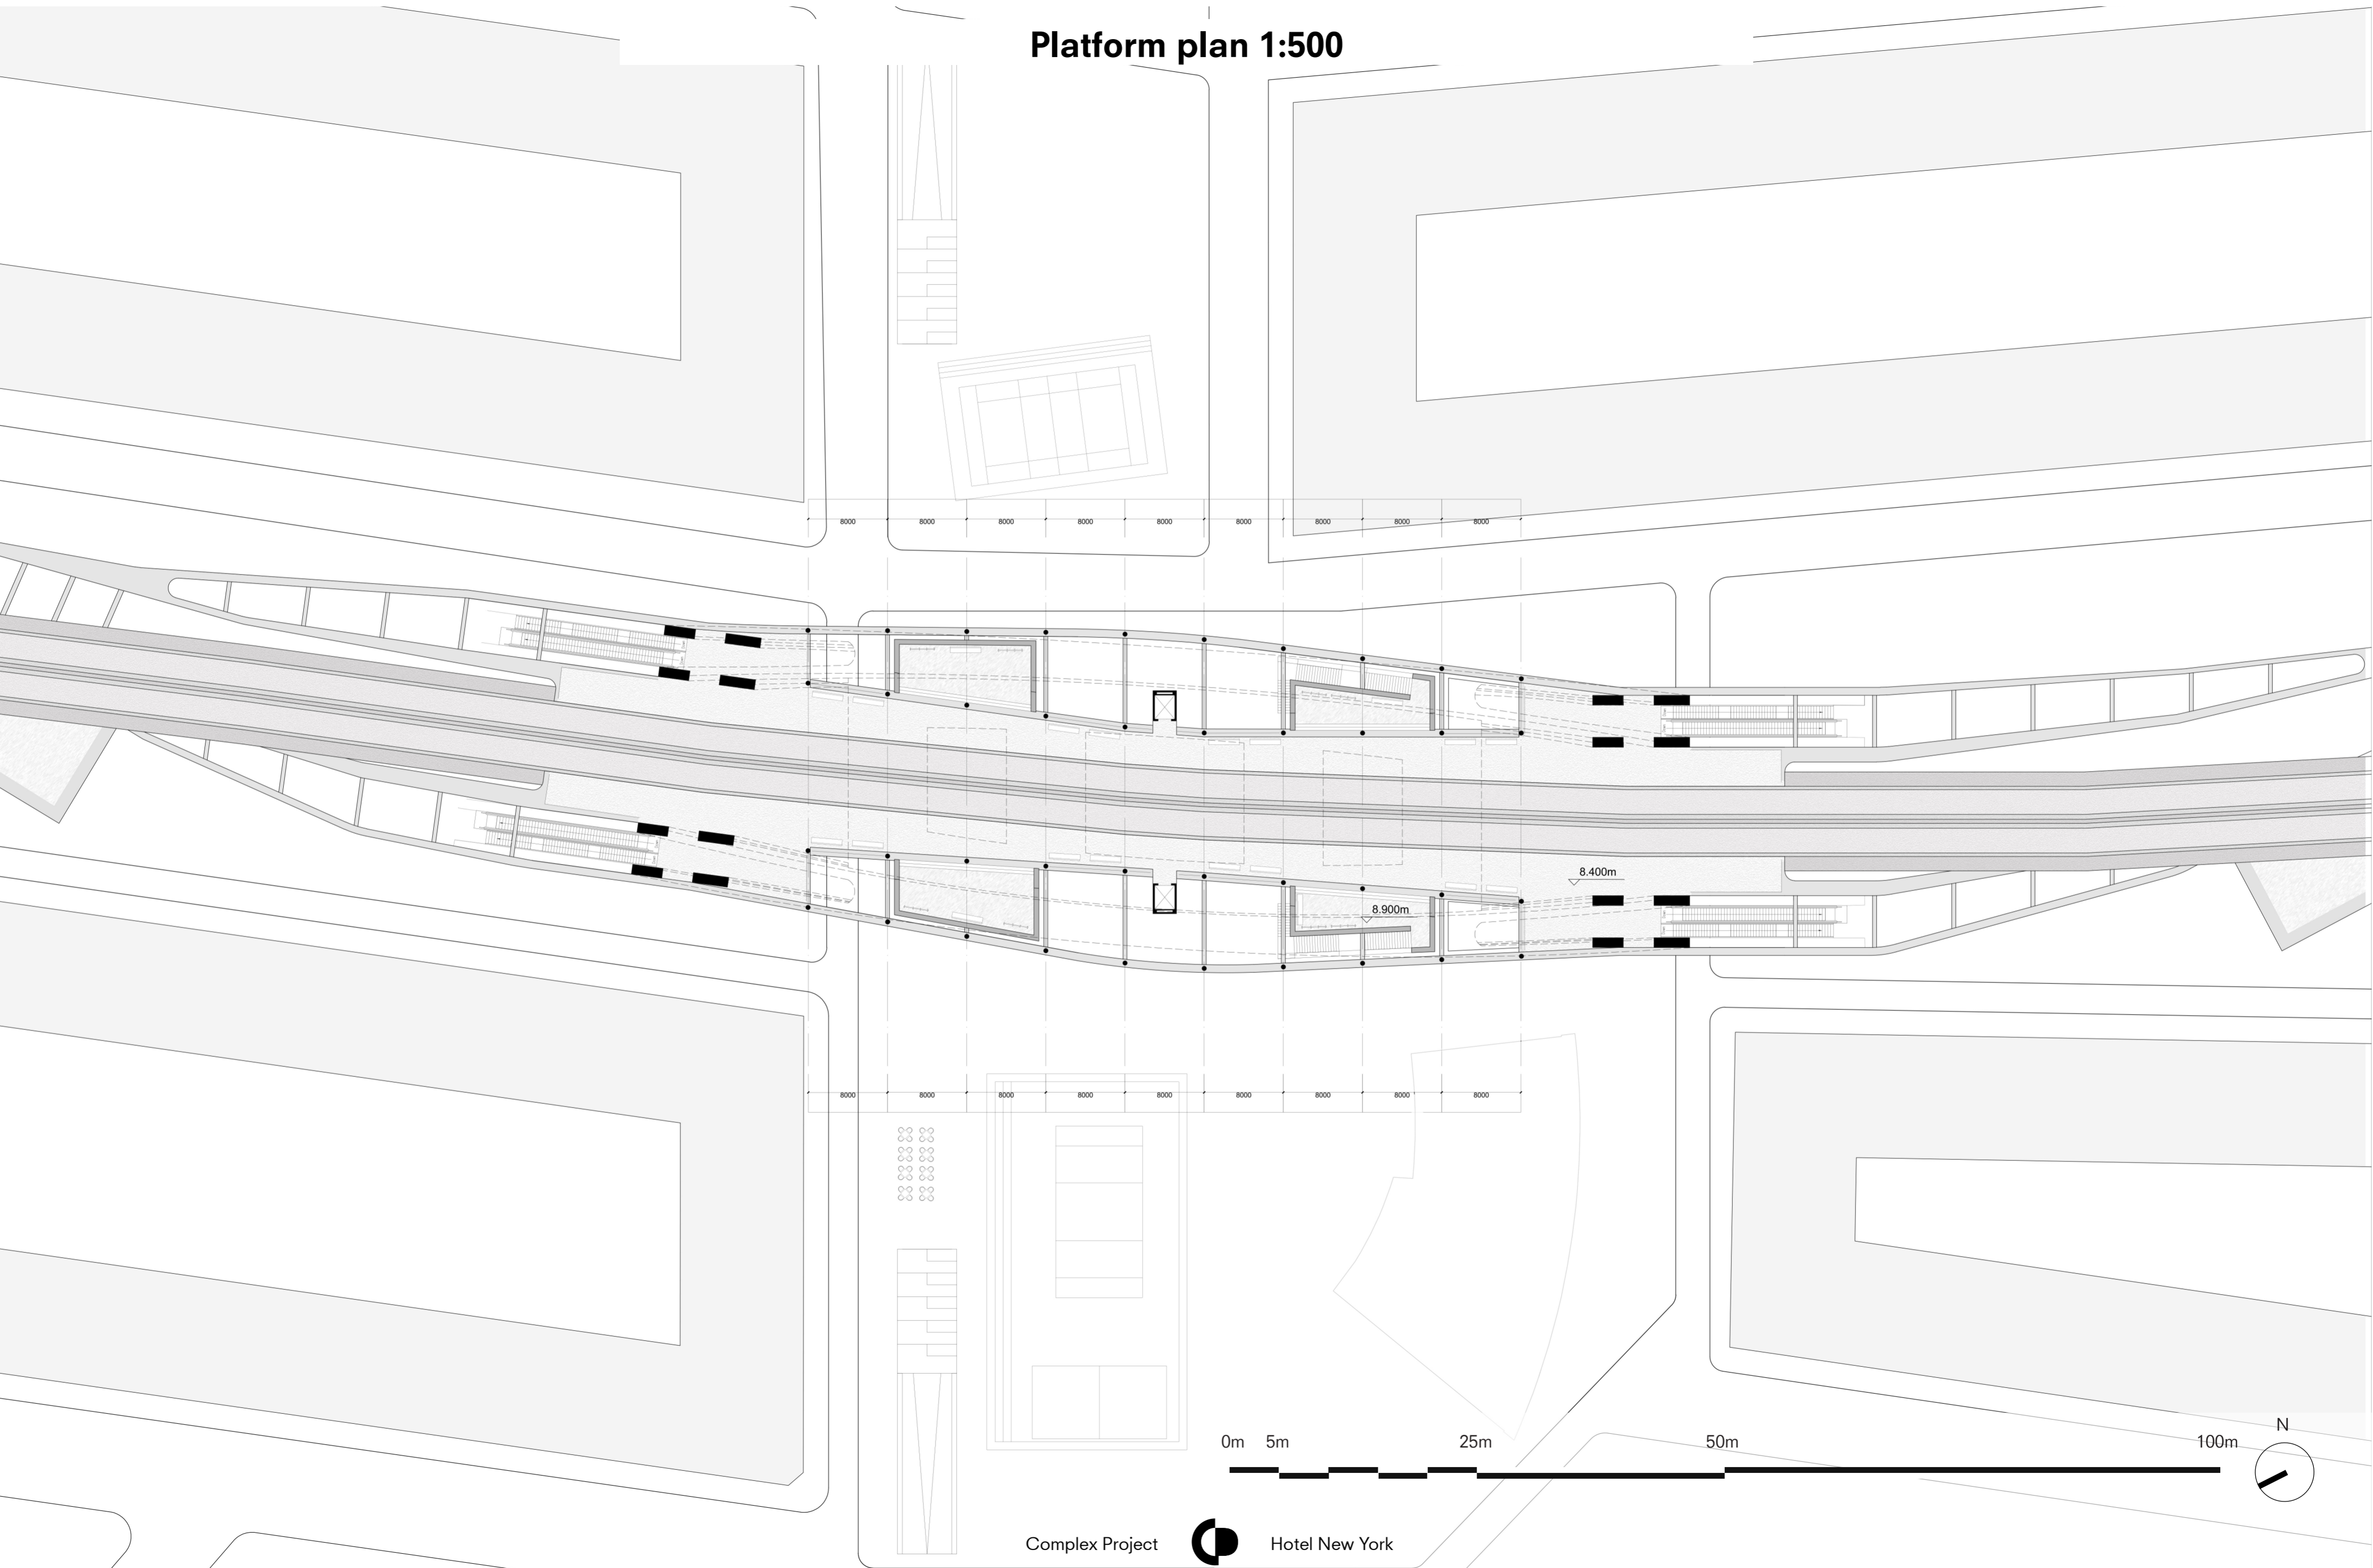 Platform plan 1:500
8000 8000 8000 8000 8000 8000 8000 8000 8000
8.400m
8.900m
8000 8000 8000 8000 8000 8000 8000 8000 8000
N
0m 5m 25m 50m 100m
Complex Project Hotel New York